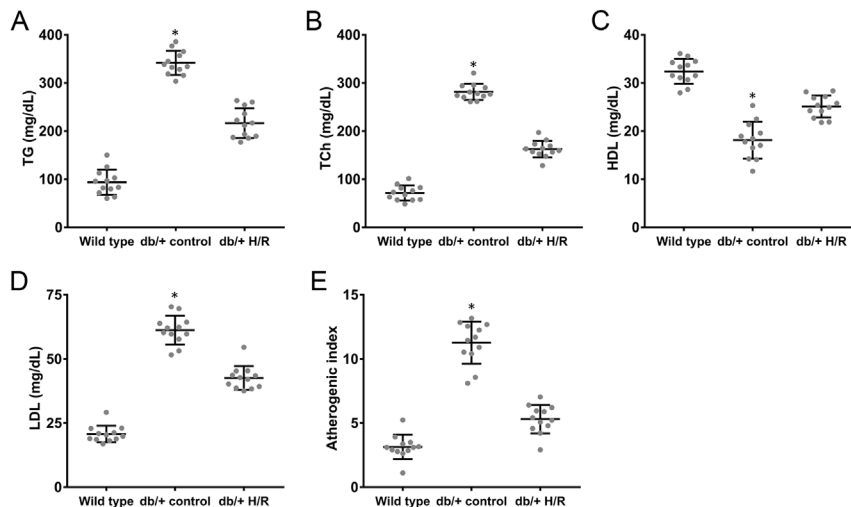 A
TG (mg/dL)
400
300
200
100
0
*
Wild type db/+ control db/+ H/R
B
TCh (mg/dL)
400
300
200
100
0
*
Wild type db/+ control db/+ H/R
C
HDL (mg/dL)
40
30
20
10
0
*
Wild type db/+ control db/+ H/R
D
LDL (mg/dL)
75
50
25
0
*
Wild type db/+ control db/+ H/R
E
Atherogenic index
15
10
5
0
*
Wild type db/+ control db/+ H/R